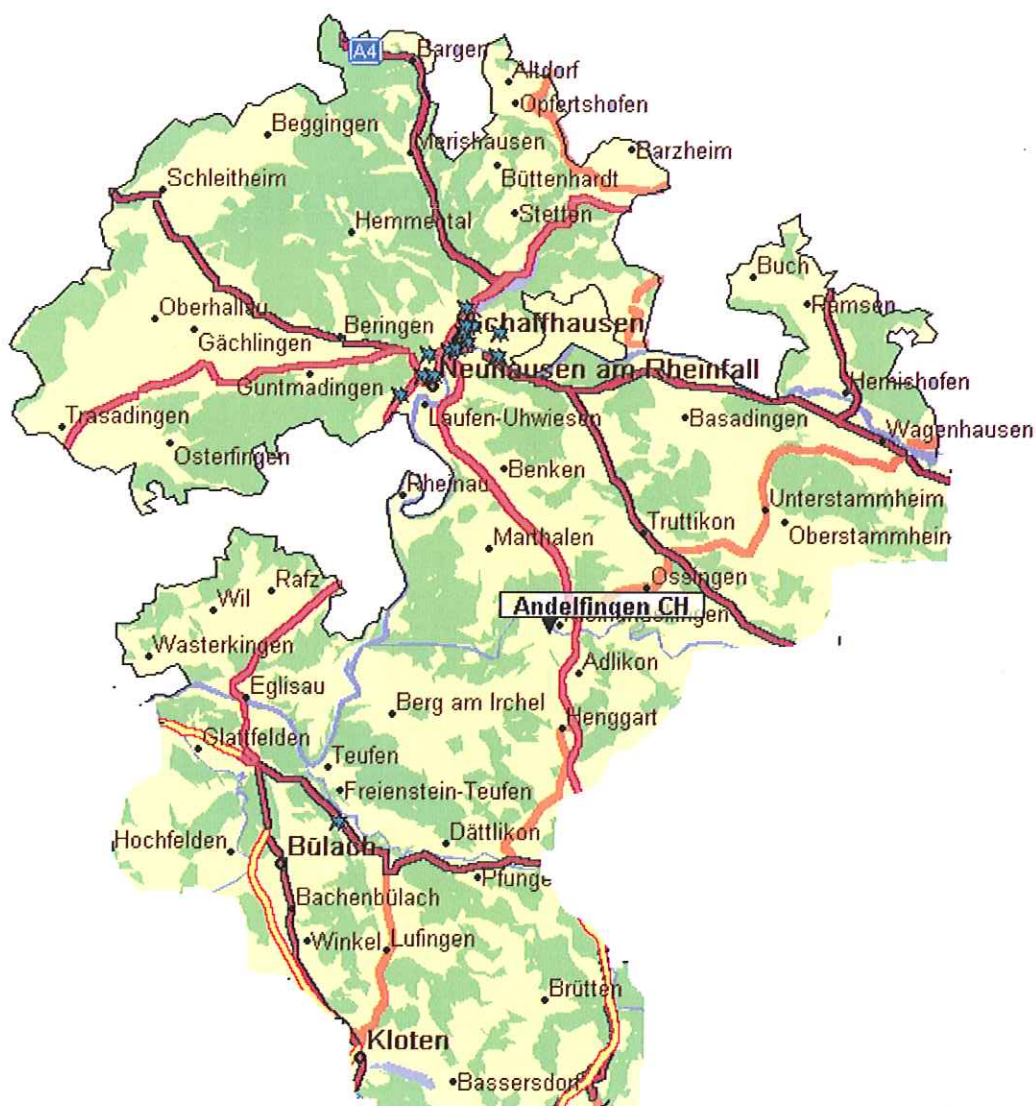 A4
Bargen
Altdorf
Opfertshofen
Beggingen
Merishausen
Barzheim
Büttenhardt
Schleitheim
Stetten
Hemmental
Buch
Ramsen
Oberhallau
Schaffhausen
Beringen
Gächlingen
Neuhausen am Rheinfall
Guntmadingen
Hemishofen
Trasadingen
Laufen-Uhwiesen
Basadingen
Wagenhausen
Osterfingen
Benken
Rheinau
Unterstammheim
Truttikon
Oberstammhein
Marthalen
Ossingen
Rafz
Wil
Andelfingen CH
Wasterkingen
Adlikon
Eglisau
Berg am Irchel
Henggart
Glattfelden
Teufen
Freienstein-Teufen
Dättlikon
Hochfelden
Bülach
Pfunge
Bachenbülach
Winkel
Lufingen
Brütten
Kloten
Bassersdorf